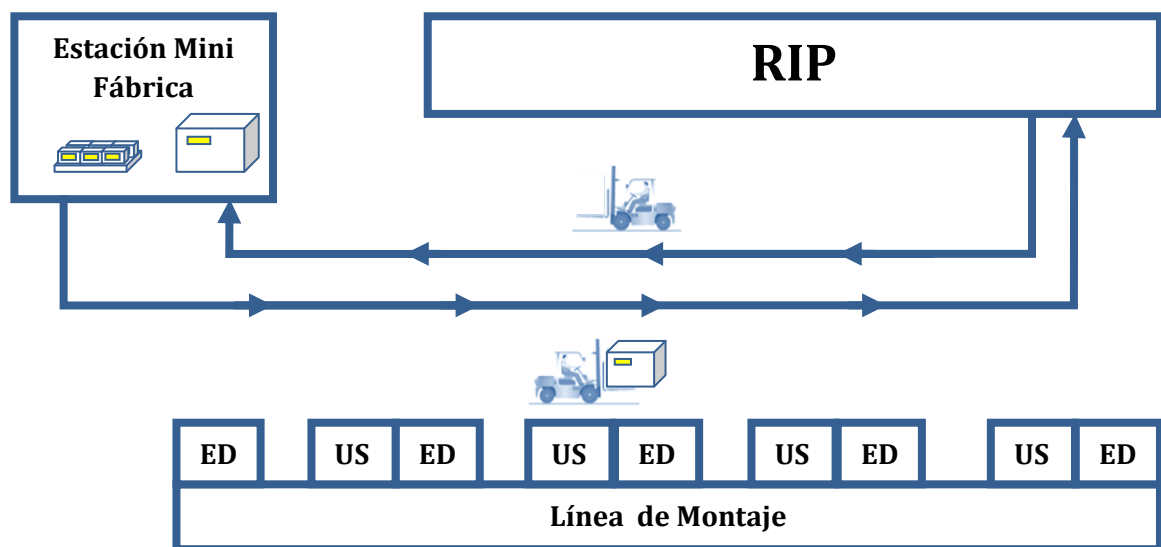 Estación Mini
Fábrica
RIP
ED
US
ED
US
ED
US
ED
US
ED
Línea de Montaje